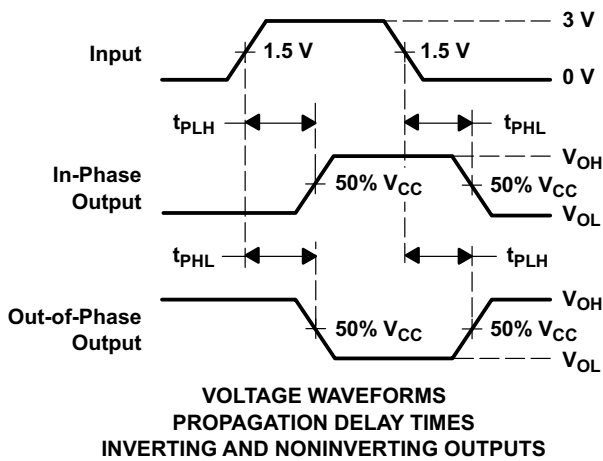 3 V
Input
1.5 V
1.5 V
0 V
tPLH
tPHL
VOH
In-Phase
Output
50% VCC
50% VCC
VOL
tPHL
tPLH
VOH
Out-of-Phase
Output
50% VCC
50% VCC
VOL
VOLTAGE WAVEFORMS
PROPAGATION DELAY TIMES
INVERTING AND NONINVERTING OUTPUTS